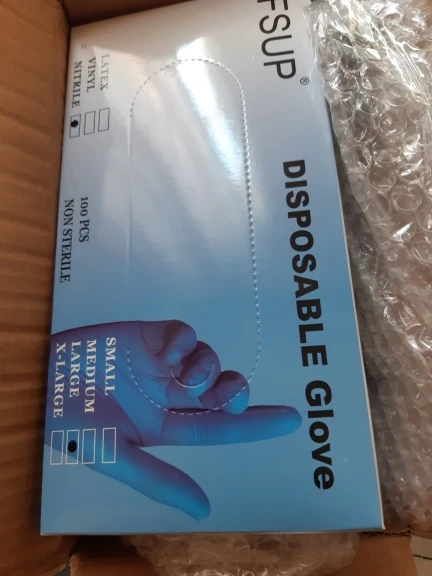 FSUP®
DISPOSABLE Glove
LATEX
VINYL
NITRILE
100 PCS
NON STERILE
SMALL
MEDIUM
LARGE
X-LARGE